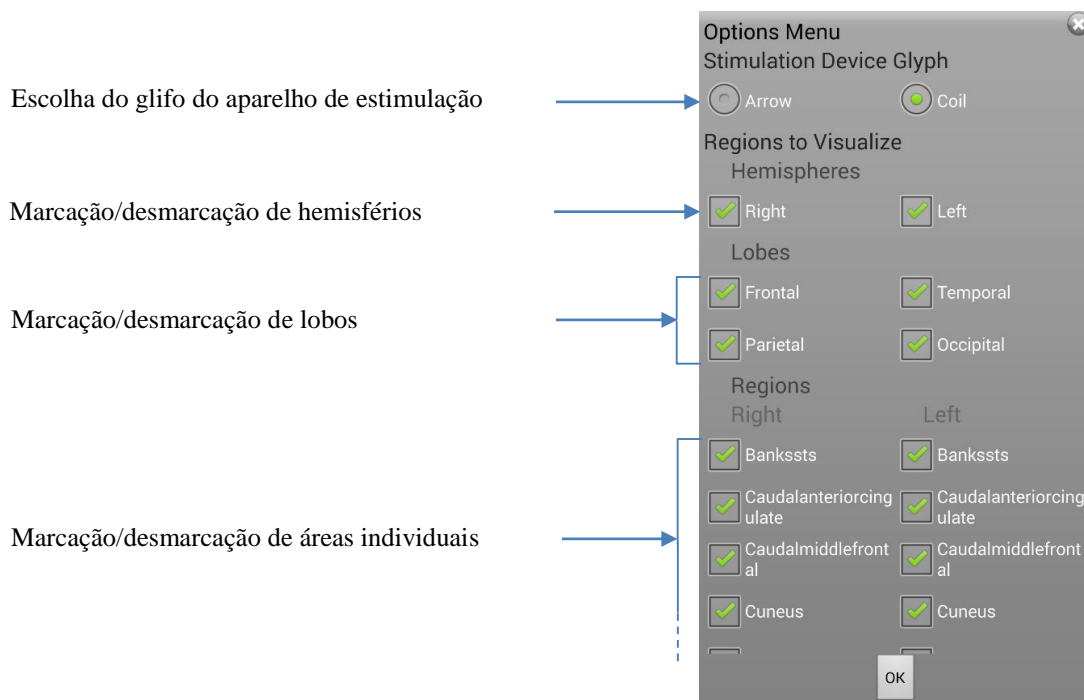 Options Menu
Stimulation Device Glyph
Escolha do glifo do aparelho de estimulação
Arrow Coil
Regions to Visualize
Hemispheres
Marcação/desmarcação de hemisférios
Right Left
Lobes
Frontal Temporal
Marcação/desmarcação de lobos
Parietal Occipital
Regions
Right Left
Bankssts Bankssts
Caudalanteriorcing Caudalanteriorcing
ulate ulate
Marcação/desmarcação de áreas individuais
Caudalmiddlefront Caudalmiddlefront
al al
Cuneus Cuneus
OK